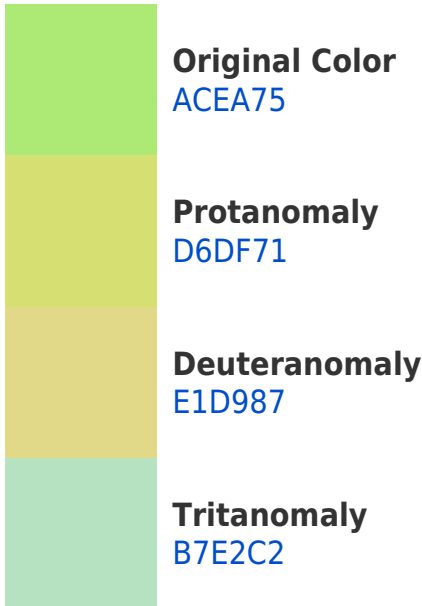 Original Color
ACEA75
Protanomaly
D6DF71
Deuteranomaly
E1D987
Tritanomaly
B7E2C2